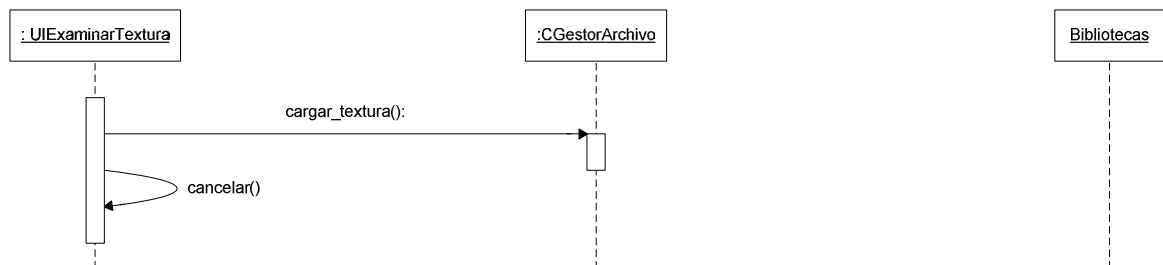 : UIExaminarTextura
:CGestorArchivo
Bibliotecas
cargar_textura():
cancelar()